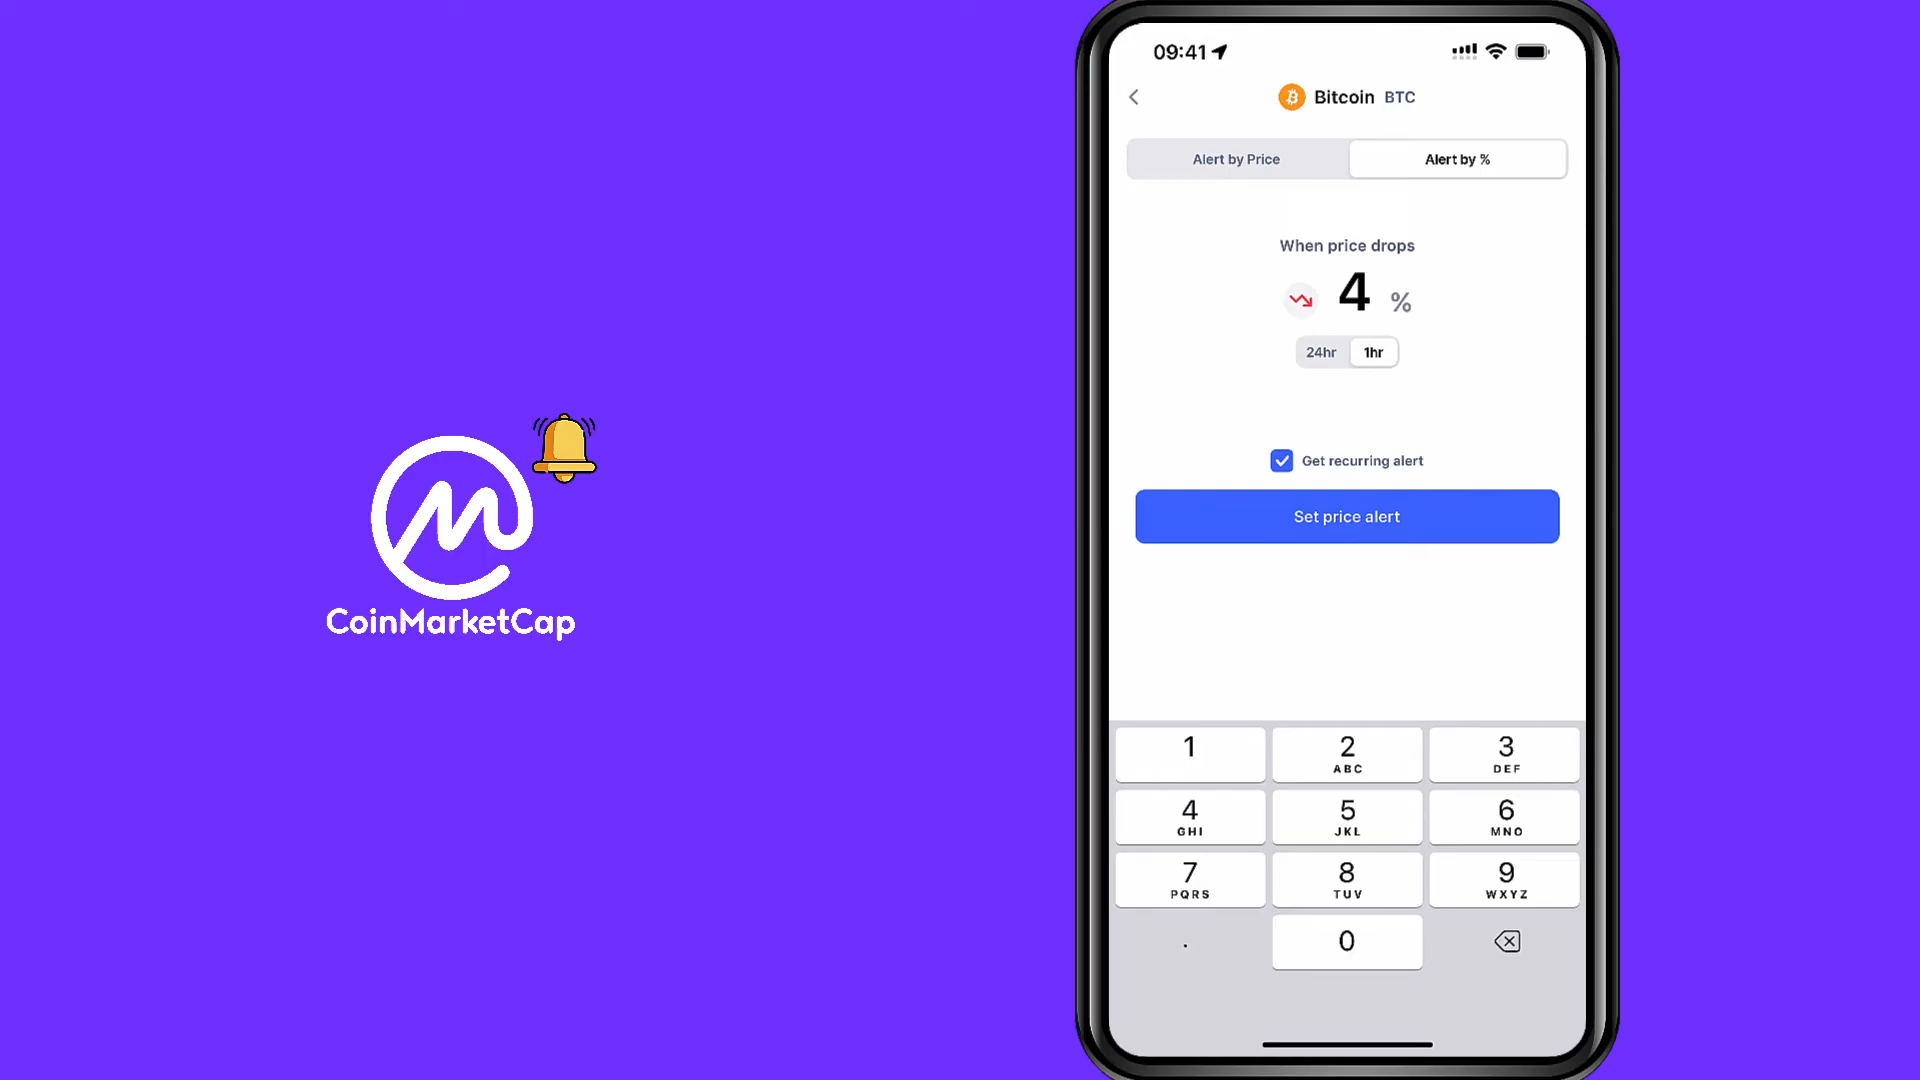 CoinMarketCap
09:41
Bitcoin BTC
Alert by Price
Alert by %
When price drops
4 %
24hr 1hr
Get recurring alert
Set price alert
1
2
ABC
3
DEF
4
GHI
5
JKL
6
MNO
7
PQRS
8
TUV
9
WXYZ
.
0